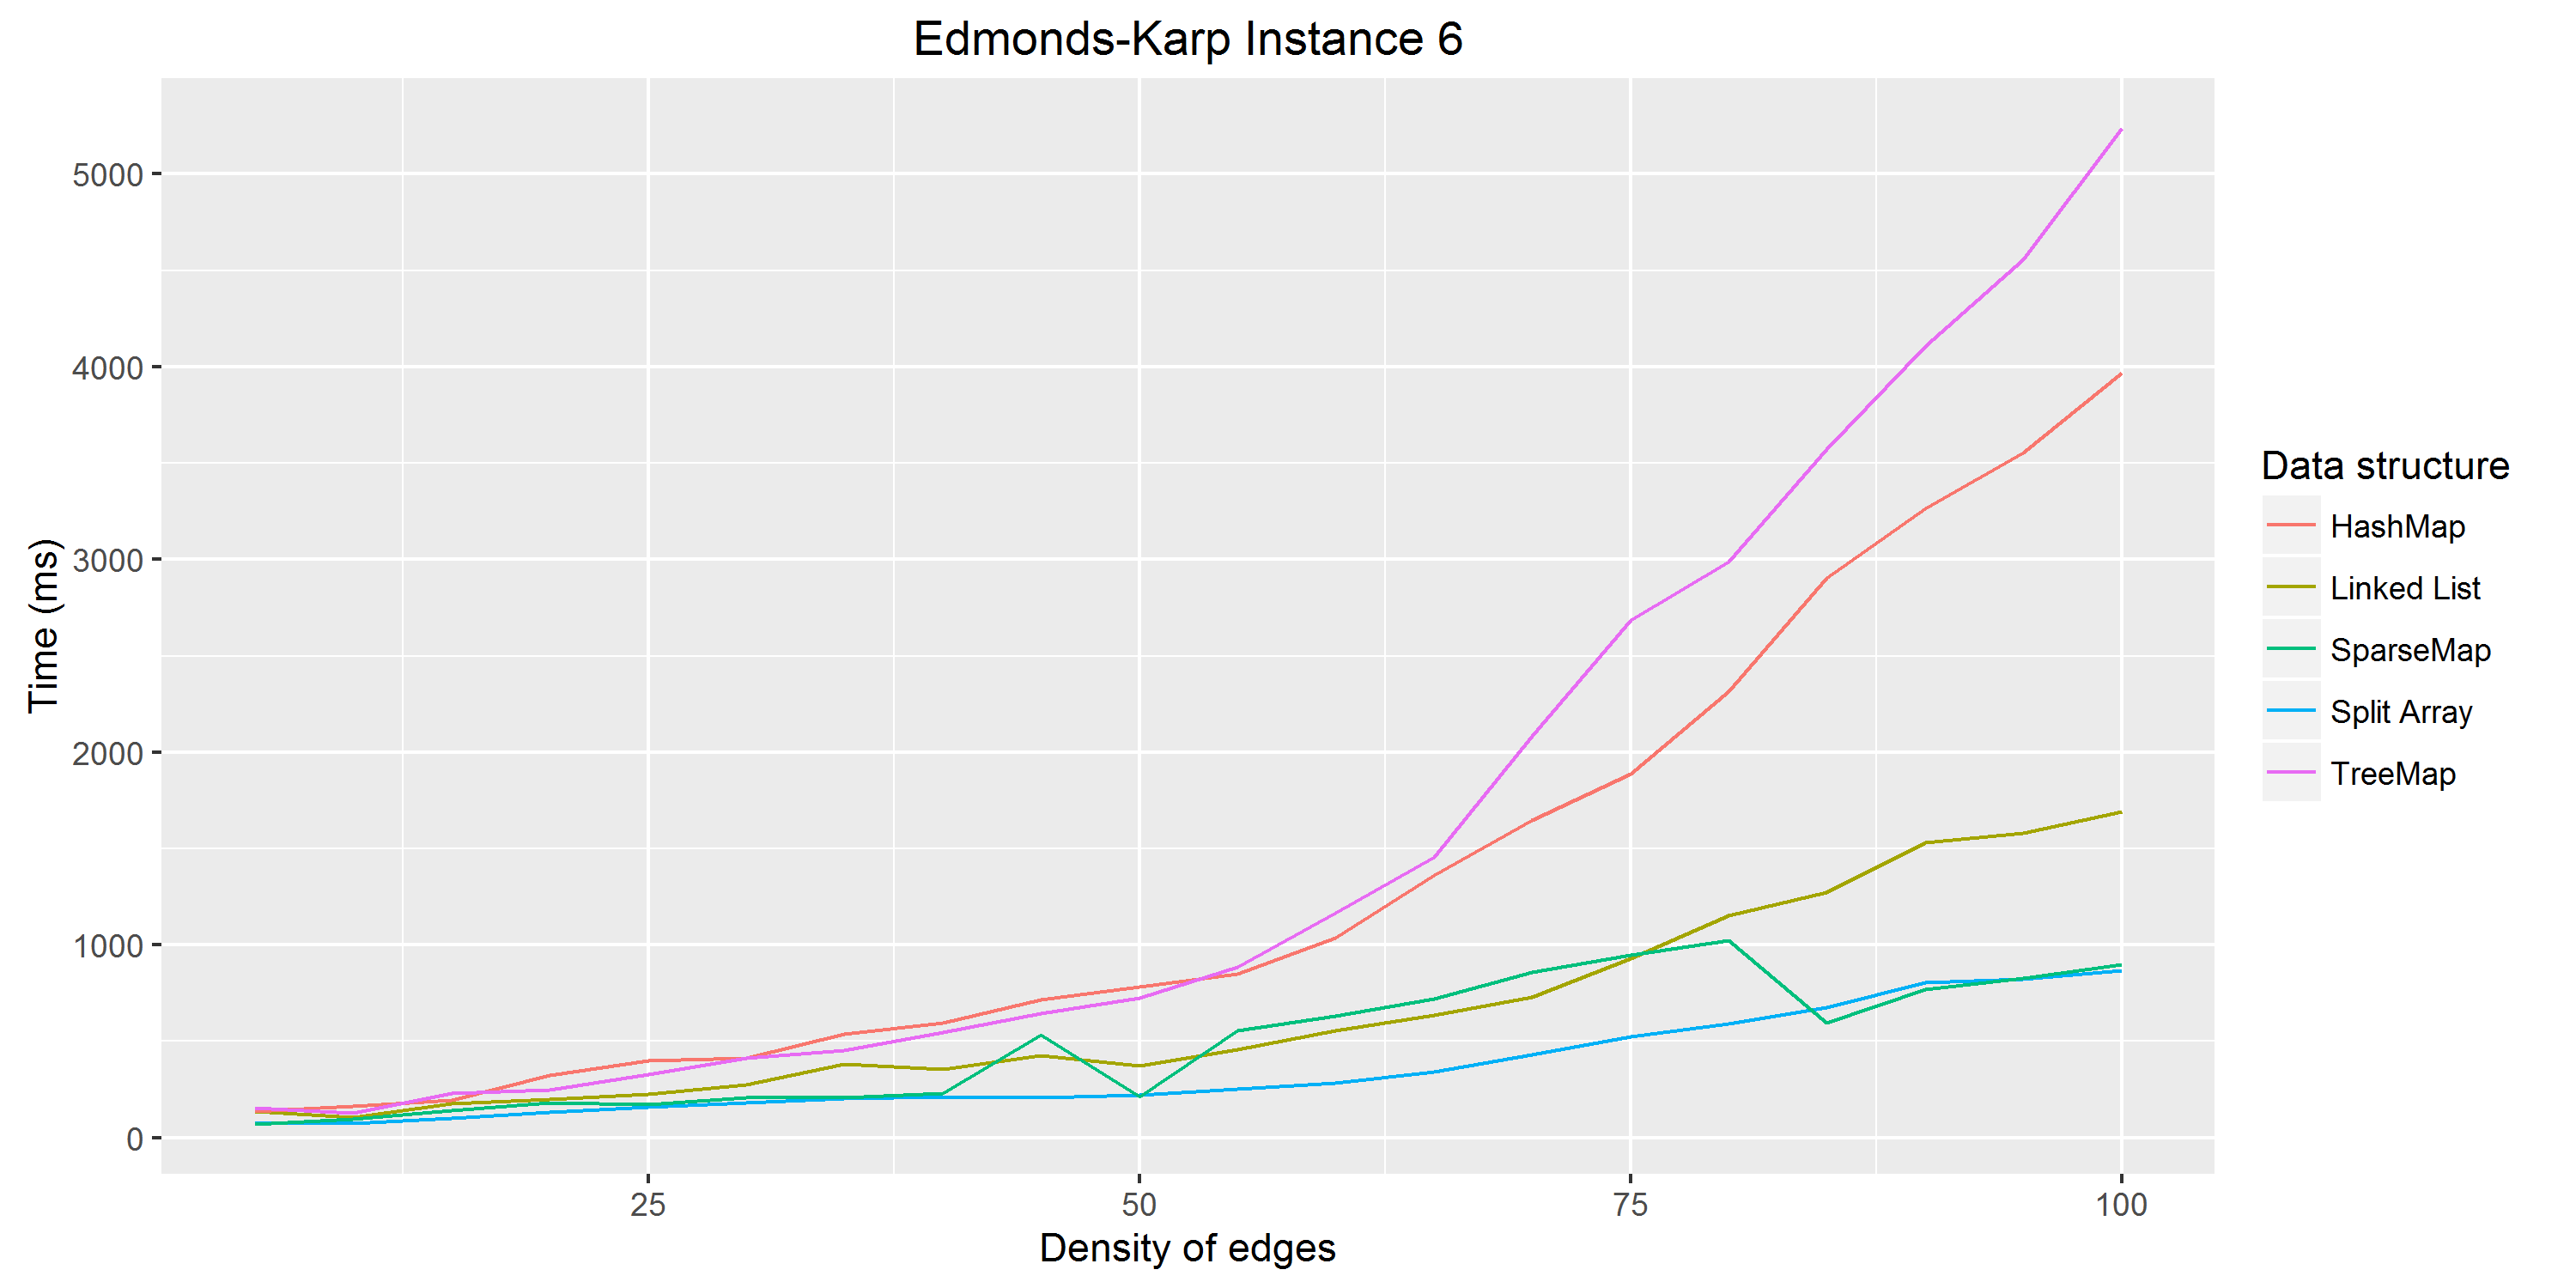 Edmonds-Karp Instance 6
5000
4000
3000
2000
1000
0
Time (ms)
25
50
75
100
Density of edges
Data structure
HashMap
Linked List
SparseMap
Split Array
TreeMap